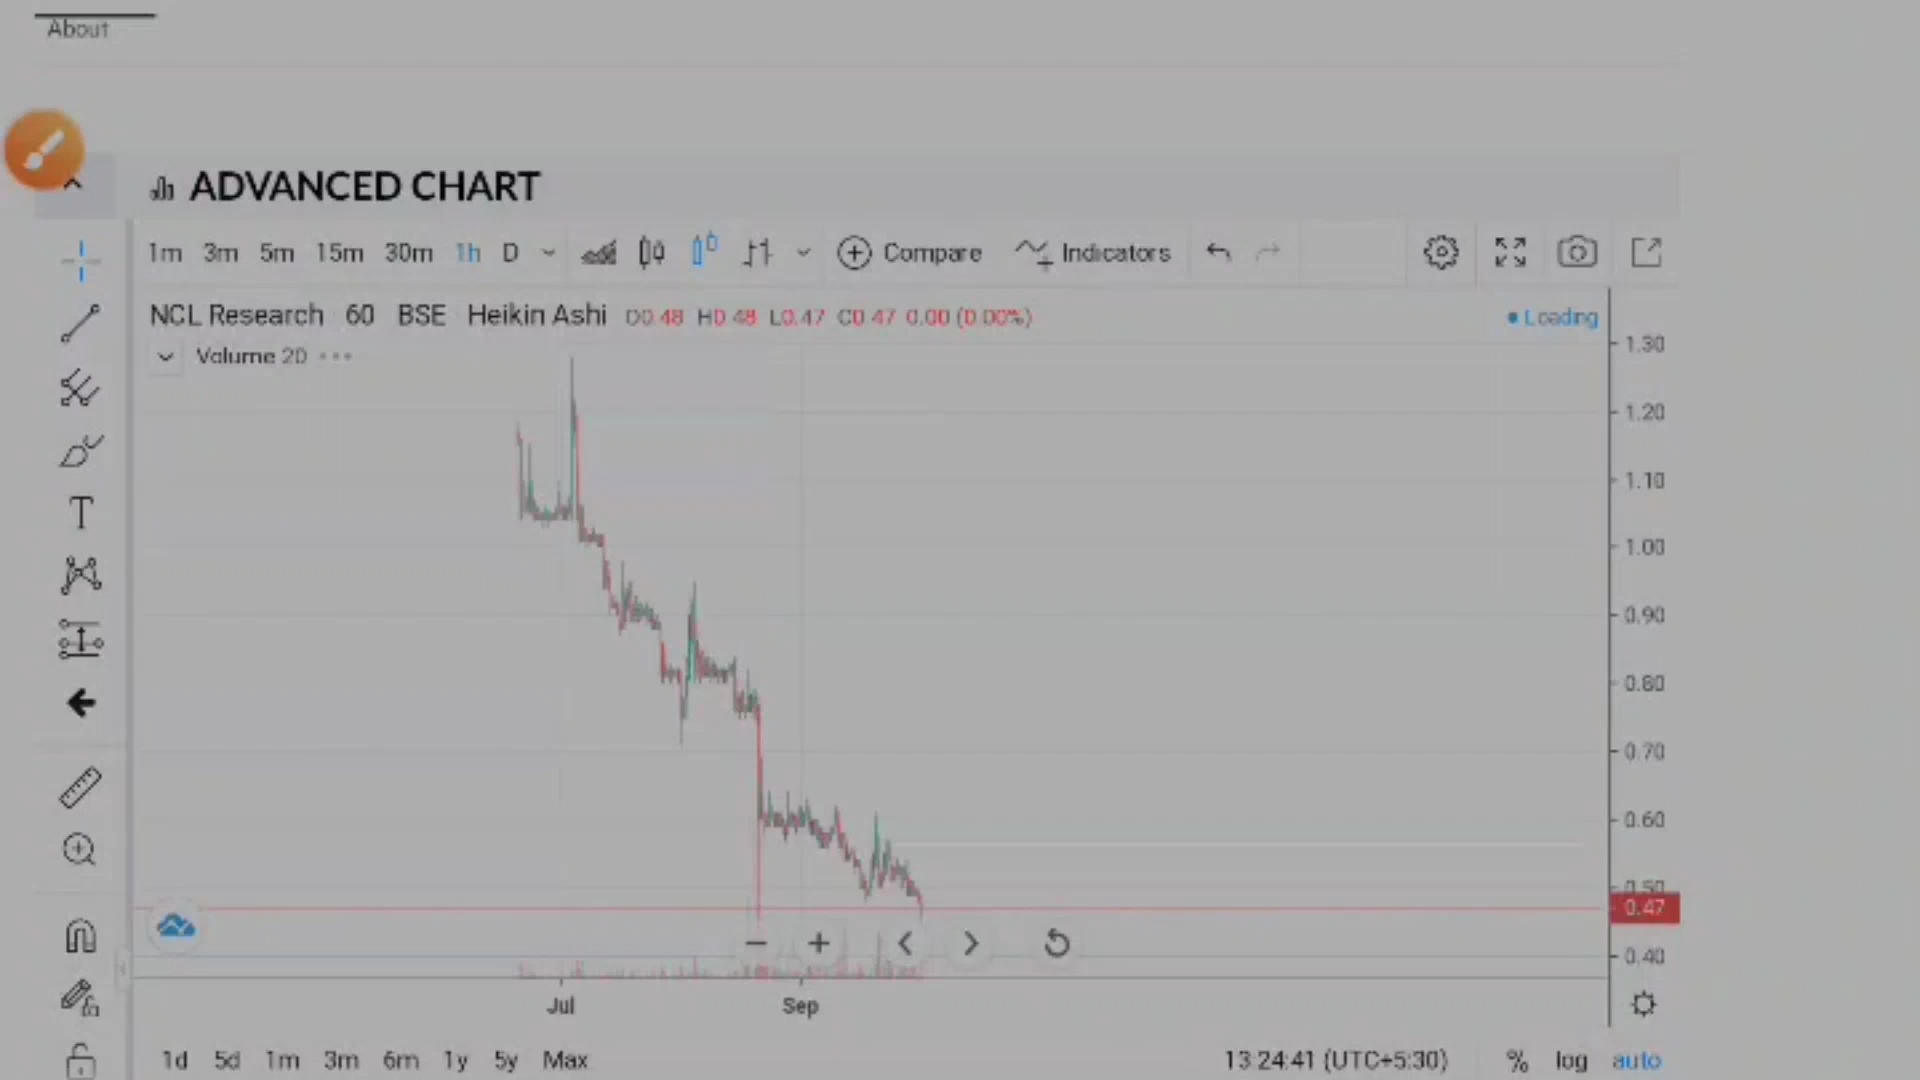 About
ADVANCED CHART
1m 3m 5m 15m 30m 1h D Compare Indicators
NCL Research 60 BSE Heikin Ashi O0.48 H0.48 L0.47 C0.47 0.00 (0.00%)
Loading
Volume 20
1.30
1.20
1.10
T
1.00
0.90
0.80
0.70
0.60
0.50
0.47
0.40
Jul Sep
1d 5d 1m 3m 6m 1y 5y Max 13:24:41 (UTC+5:30) % log auto